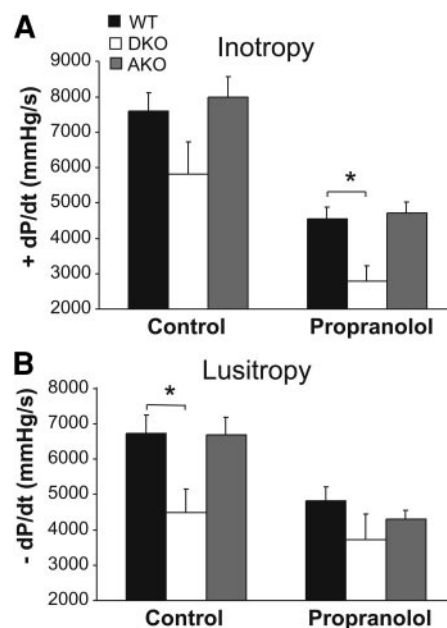 A
WT
DKO
AKO
Inotropy
+ dP/dt (mmHg/s)
8000
7000
6000
5000
4000
3000
2000
*
Control
Propranolol
B
Lusitropy
- dP/dt (mmHg/s)
8000
7000
6000
5000
4000
3000
2000
*
Control
Propranolol